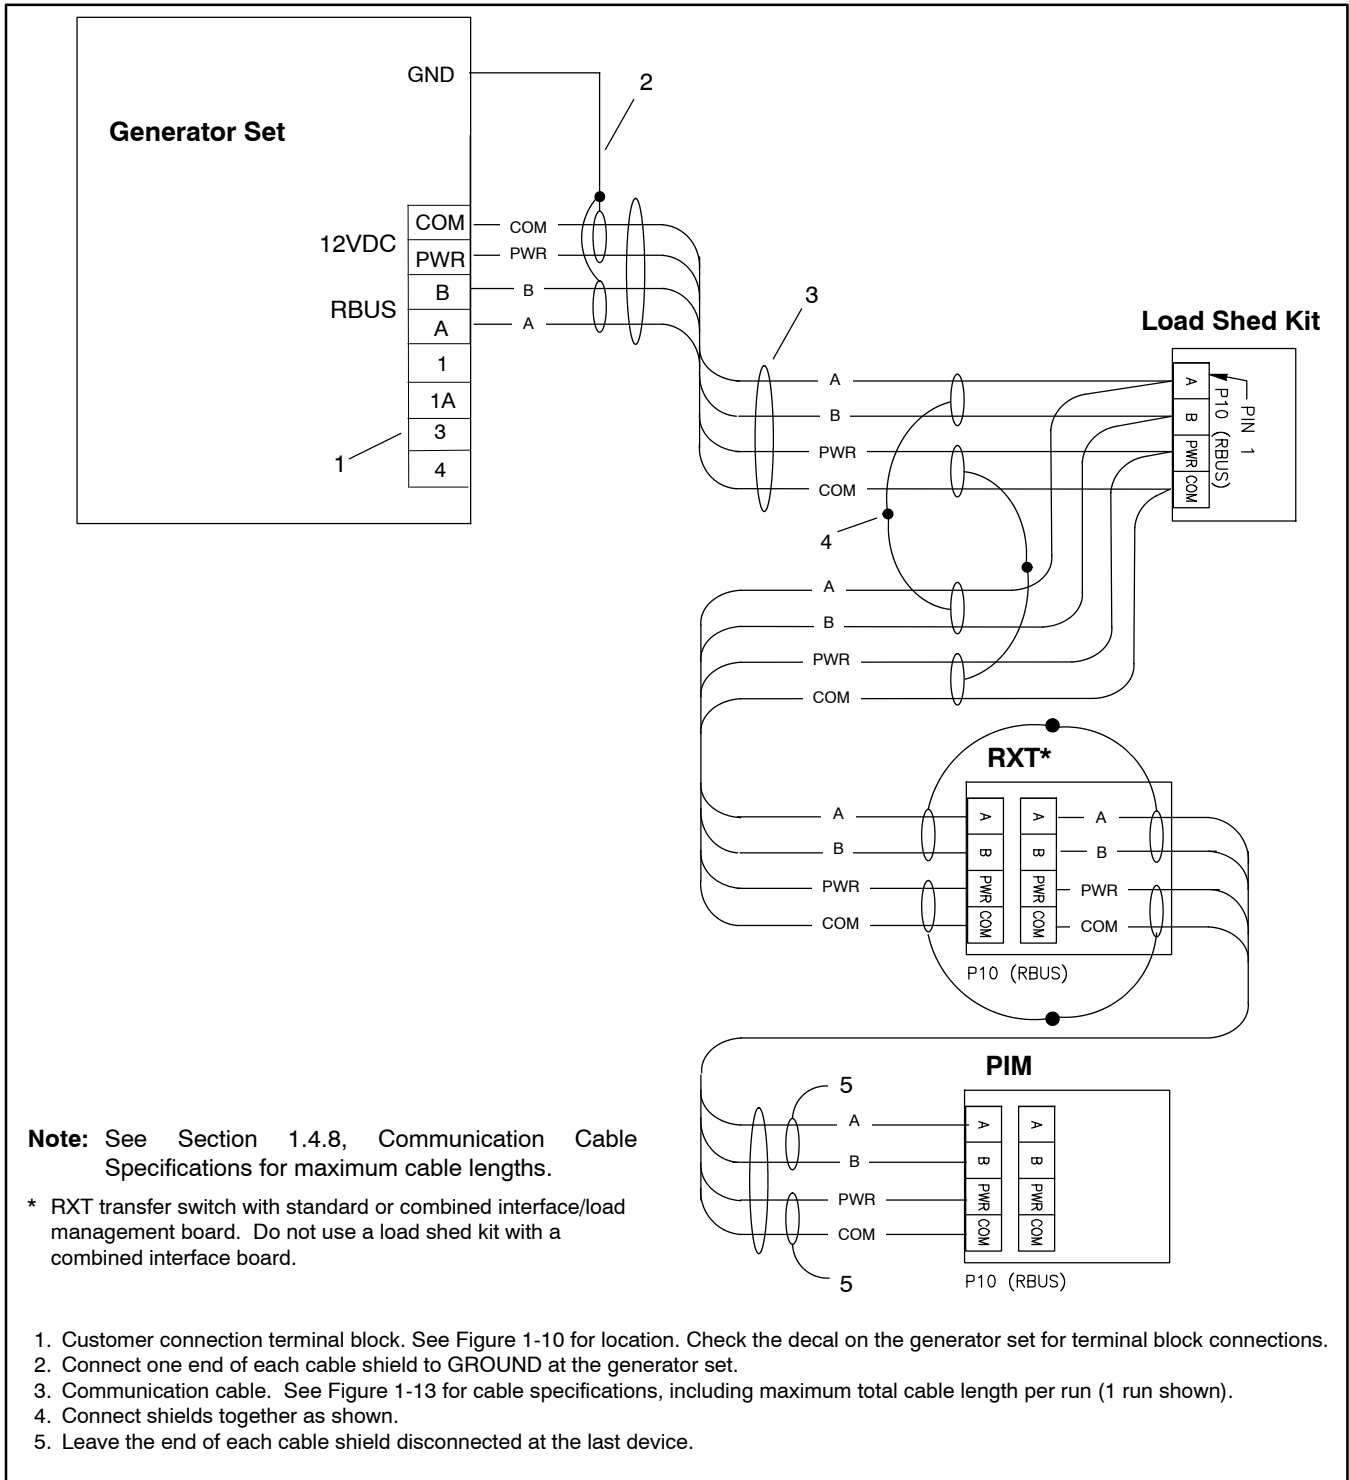 GND
2
Generator Set
COM
COM
12VDC
PWR
PWR
B
B
RBUS
A
A
3
1
Load Shed Kit
1A
A
A
PIN 1
3
B
B
P10 (RBUS)
1
4
PWR
PWR
COM
COM
4
A
B
PWR
COM
RXT*
A
A
A
A
B
B
B
B
PWR
PWR
PWR
PWR
COM
COM
COM
COM
P10 (RBUS)
PIM
5
A
A
A
B
B
B
PWR
PWR
PWR
COM
COM
COM
5
P10 (RBUS)
Note: See Section 1.4.8, Communication Cable
Specifications for maximum cable lengths.
* RXT transfer switch with standard or combined interface/load
management board. Do not use a load shed kit with a
combined interface board.
1. Customer connection terminal block. See Figure 1-10 for location. Check the decal on the generator set for terminal block connections.
2. Connect one end of each cable shield to GROUND at the generator set.
3. Communication cable. See Figure 1-13 for cable specifications, including maximum total cable length per run (1 run shown).
4. Connect shields together as shown.
5. Leave the end of each cable shield disconnected at the last device.